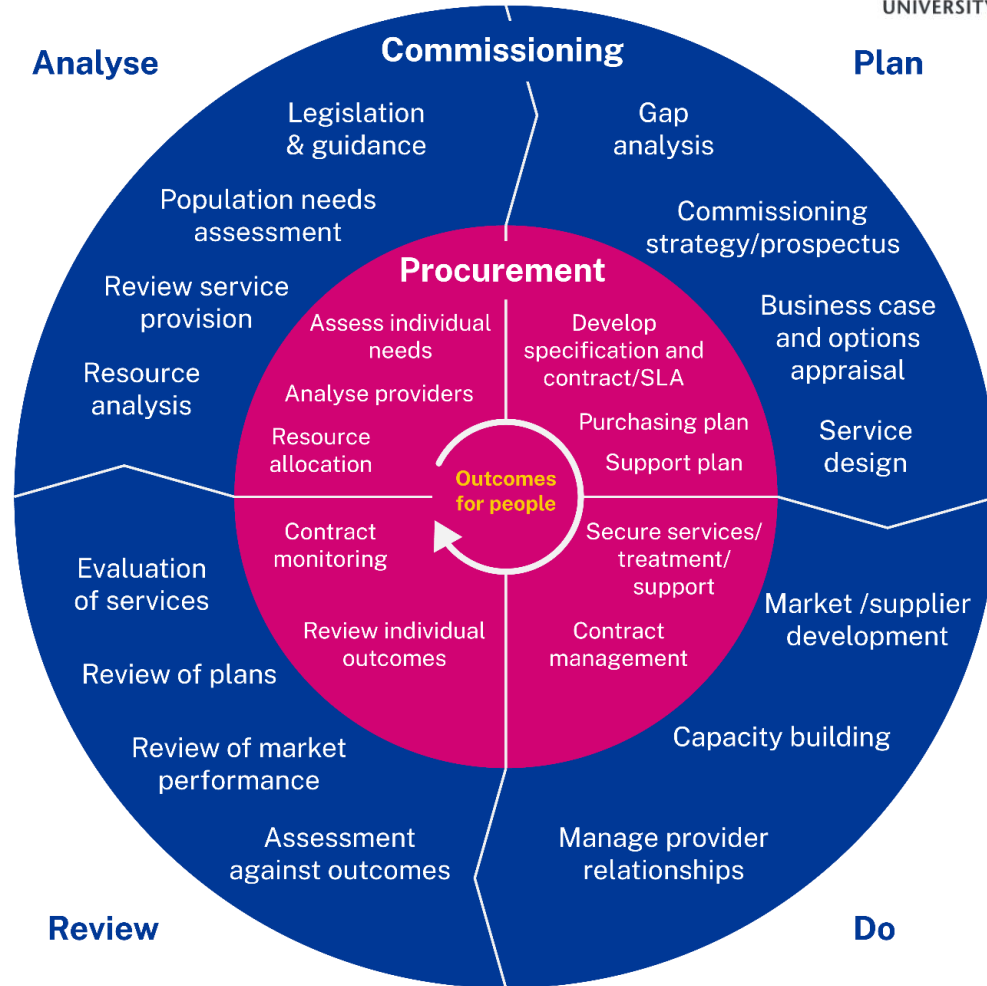 UNIVERSITY
Analyse
Commissioning
Plan
Legislation
& guidance
Population needs
assessment
Review service
provision
Resource
analysis
Gap
analysis
Commissioning
strategy/prospectus
Business case
and options
appraisal
Service
design
Procurement
Assess individual
needs
Analyse providers
Resource
allocation
Develop
specification and
contract/SLA
Purchasing plan
Support plan
Outcomes
for people
Contract
monitoring
Review individual
outcomes
Secure services/
treatment/
support
Contract
management
Evaluation
of services
Review of plans
Review of market
performance
Assessment
against outcomes
Market /supplier
development
Capacity building
Manage provider
relationships
Review
Do